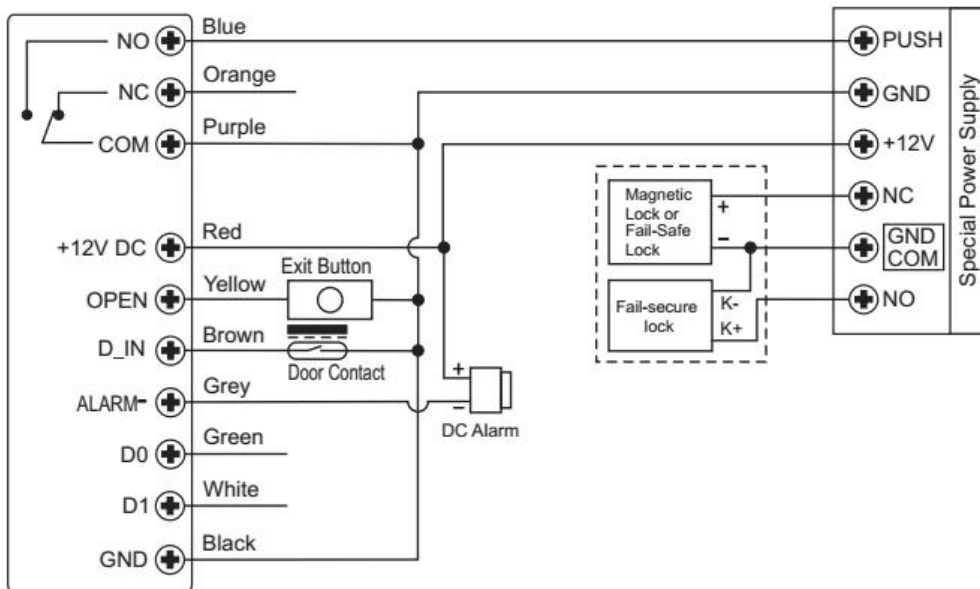 NO
Blue
PUSH
NC
Orange
GND
COM
Purple
+12V
Magnetic
Lock or
Fail-Safe
Lock
+
-
NC
+12V DC
Red
GND
COM
Exit Button
OPEN
Yellow
Fail-secure
lock
K-
K+
NO
D_IN
Brown
Door Contact
ALARM-
Grey
+
-
DC Alarm
D0
Green
D1
White
GND
Black
Special Power Supply